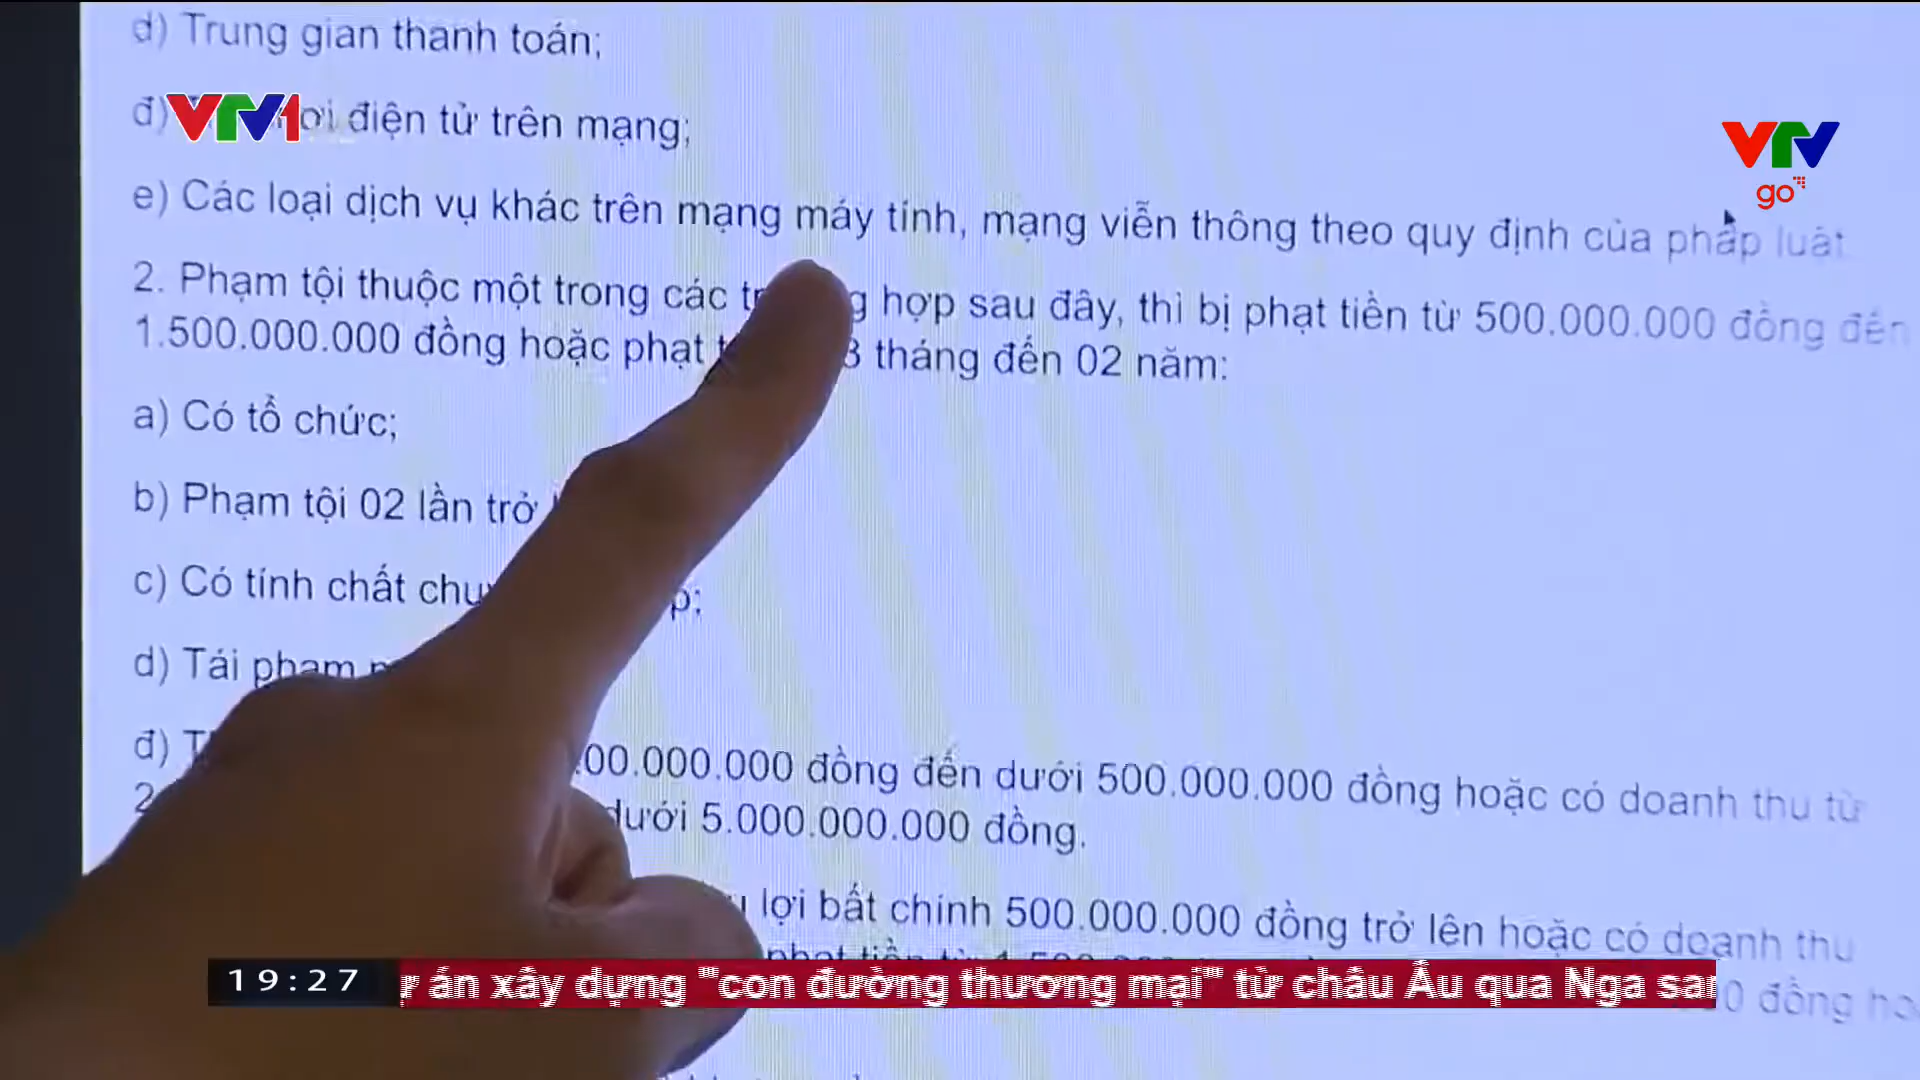 d) Trung gian thanh toán;
VTV1
đ) điện tử trên mạng;
VTV
go
e) Các loại dịch vụ khác trên mạng máy tính, mạng viễn thông theo quy định của pháp luật.
2. Phạm tội thuộc một trong các hợp sau đây, thì bị phạt tiền từ 500.000.000 đồng đến
1.500.000.000 đồng hoặc phạt tháng đến 02 năm:
a) Có tổ chức;
b) Phạm tội 02 lần trở
c) Có tính chất
d) Tái phạm
đ) 00.000.000 đồng đến dưới 500.000.000 đồng hoặc có doanh thu từ
dưới 5.000.000.000 đồng.
lợi bất chính 500.000.000 đồng trở lên hoặc có doanh thu
phạt tiền từ
đồng
19:27
án xây dựng "con đường thương mại" từ châu Âu qua Nga